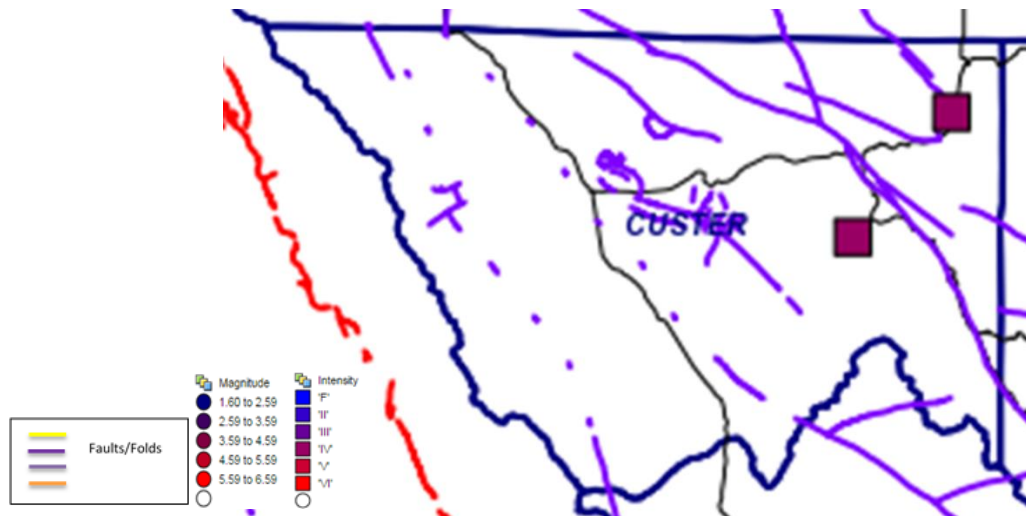 CUSTER
Magnitude
1.60 to 2.59
2.59 to 3.59
3.59 to 4.59
4.59 to 5.59
5.59 to 6.59
Intensity
'F'
'II'
'III'
'IV'
'V'
'VI'
Faults/Folds